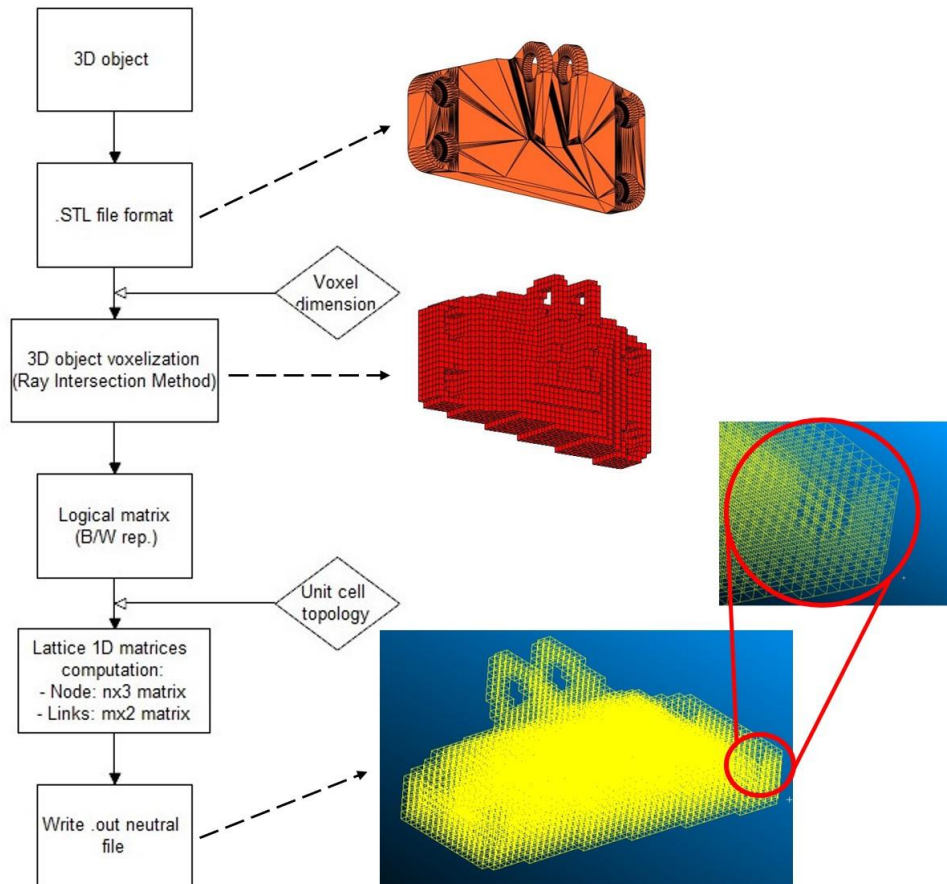 3D object
.STL file format
Voxel
dimension
3D object voxelization
(Ray Intersection Method)
Logical matrix
(B/W rep.)
Unit cell
topology
Lattice 1D matrices
computation:
- Node: nx3 matrix
- Links: mx2 matrix
Write .out neutral
file